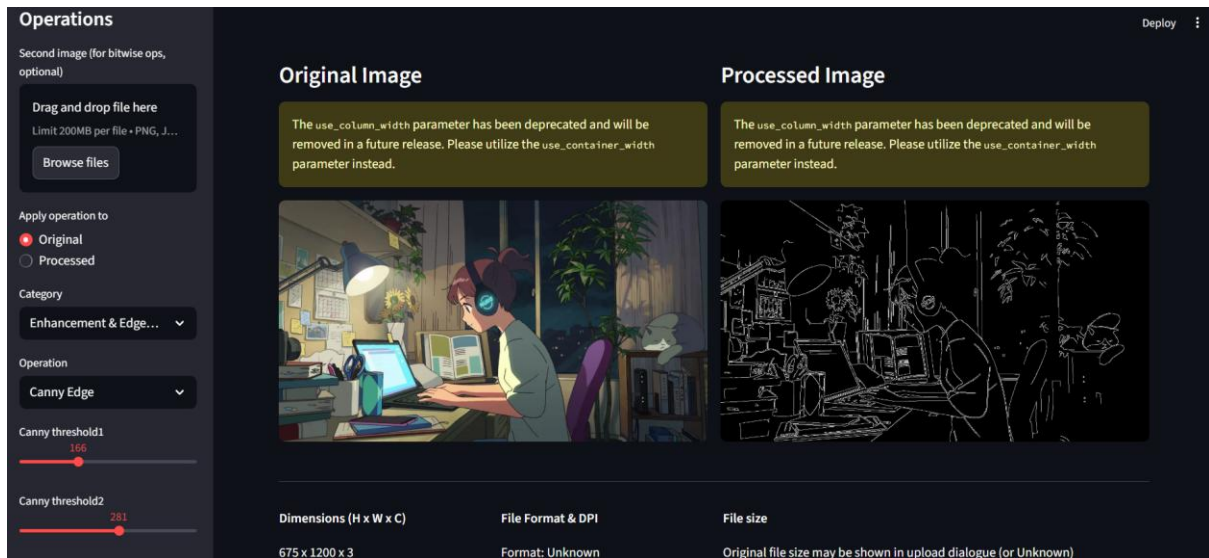 Operations
Second image (for bitwise ops,
optional)
Drag and drop file here
Limit 200MB per file • PNG, J...
Browse files
Apply operation to
Original
Processed
Category
Enhancement & Edge...
Operation
Canny Edge
Canny threshold1
166
Canny threshold2
281
Deploy
Original Image
The use_column_width parameter has been deprecated and will be
removed in a future release. Please utilize the use_container_width
parameter instead.
Processed Image
The use_column_width parameter has been deprecated and will be
removed in a future release. Please utilize the use_container_width
parameter instead.
Dimensions (H x W x C)
675 x 1200 x 3
File Format & DPI
Format: Unknown
File size
Original file size may be shown in upload dialogue (or Unknown)